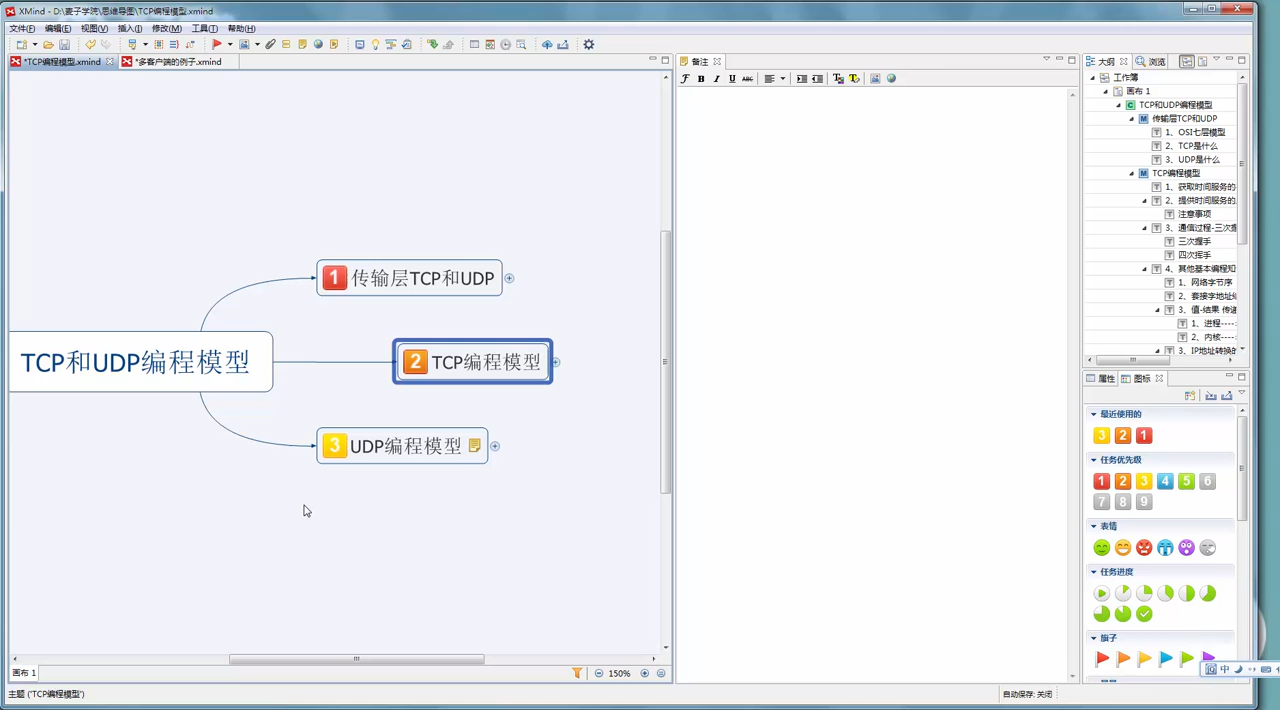 XMind - D:\麦子学院\思维导图\TCP编程模型.xmind
文件(F) 编辑(E) 视图(V) 插入(I) 修改(M) 工具(T) 帮助(H)
*TCP编程模型.xmind
*多客户端的例子.xmind
TCP和UDP编程模型
1 传输层TCP和UDP
2 TCP编程模型
3 UDP编程模型
画布 1
150%
主题 ('TCP编程模型')
自动保存: 关闭
备注
F B I U ABC
大纲
浏览
工作簿
画布 1
TCP和UDP编程模型
传输层TCP和UDP
1、OSI七层模型
2、TCP是什么
3、UDP是什么
TCP编程模型
1、获取时间服务的
2、提供时间服务的
注意事项
3、通信过程-三次握
三次握手
四次挥手
4、其他基本编程知
1、网络字节序
2、套接字地址
3、值-结果 传递
1、进程----
2、内核----
3、IP地址转换的
属性
图标
最近使用的
3 2 1
任务优先级
1 2 3 4 5 6
7 8 9
表情
任务进度
旗子
中